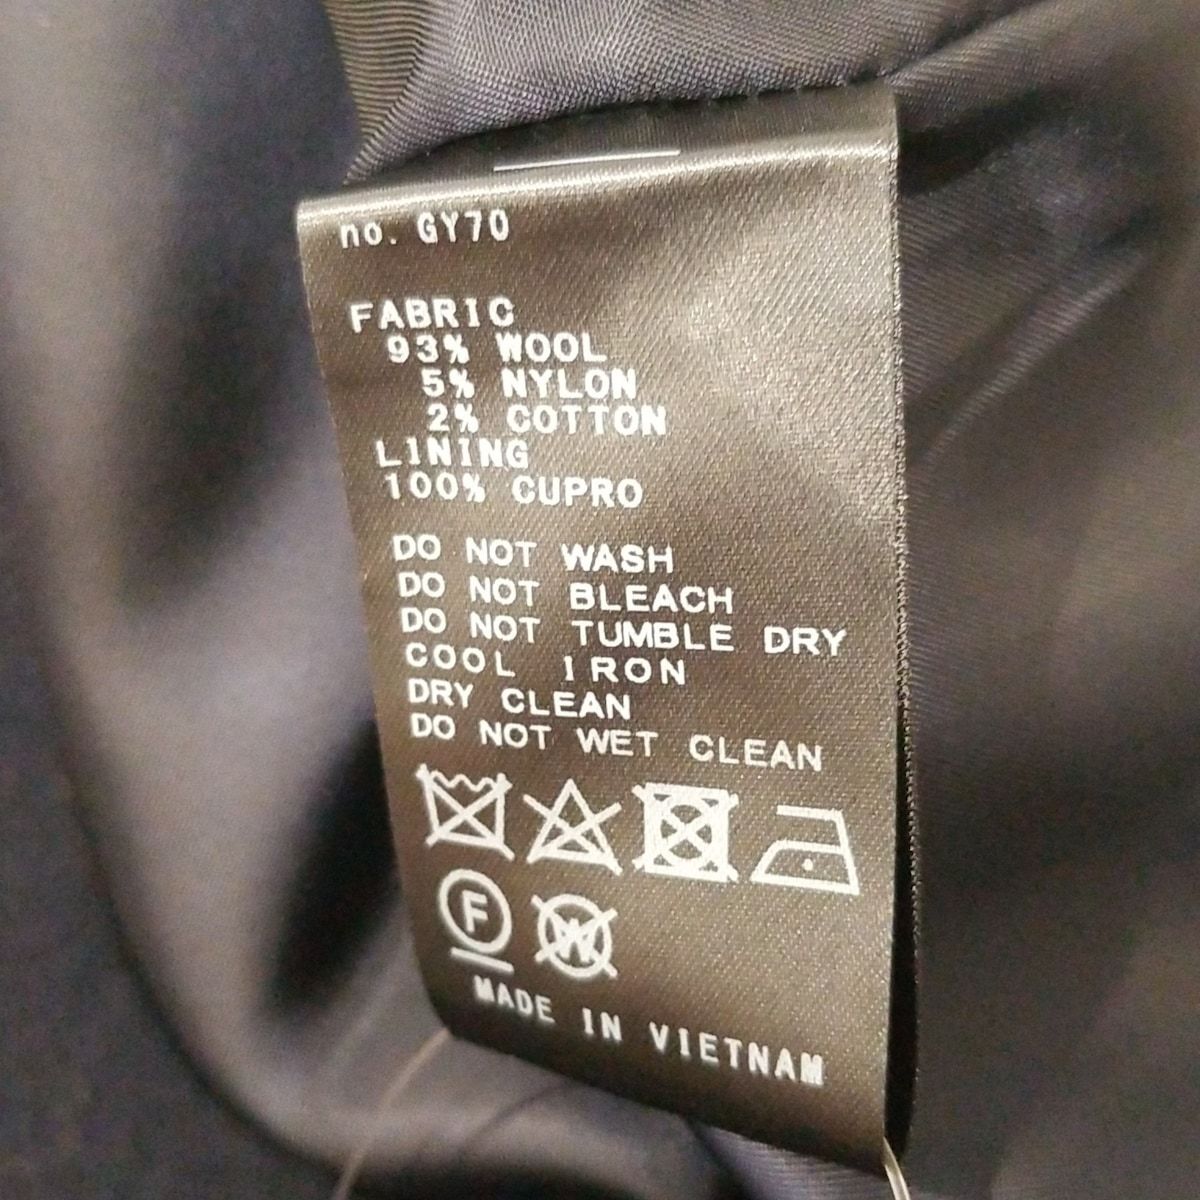 no. GY70
FABRIC
93% WOOL
5% NYLON
2% COTTON
LINING
100% CUPRO
DO NOT WASH
DO NOT BLEACH
DO NOT TUMBLE DRY
COOL IRON
DRY CLEAN
DO NOT WET CLEAN
F W
MADE IN VIETNAM